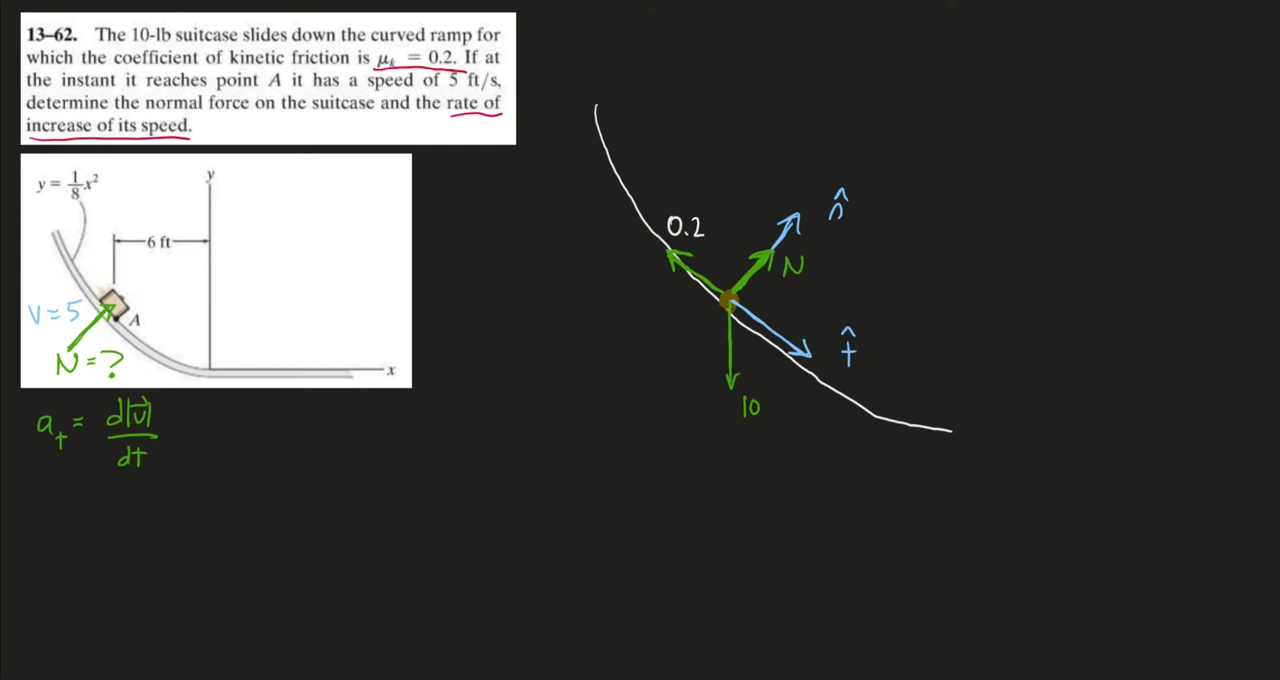 13–62. The 10-lb suitcase slides down the curved ramp for
which the coefficient of kinetic friction is μk = 0.2. If at
the instant it reaches point A it has a speed of 5 ft/s,
determine the normal force on the suitcase and the rate of
increase of its speed.
y = 1/8 x²
y
6 ft
A
x
V = 5
N = ?
a_t = d|v⃗|/dt
0.2
N
n̂
t̂
10